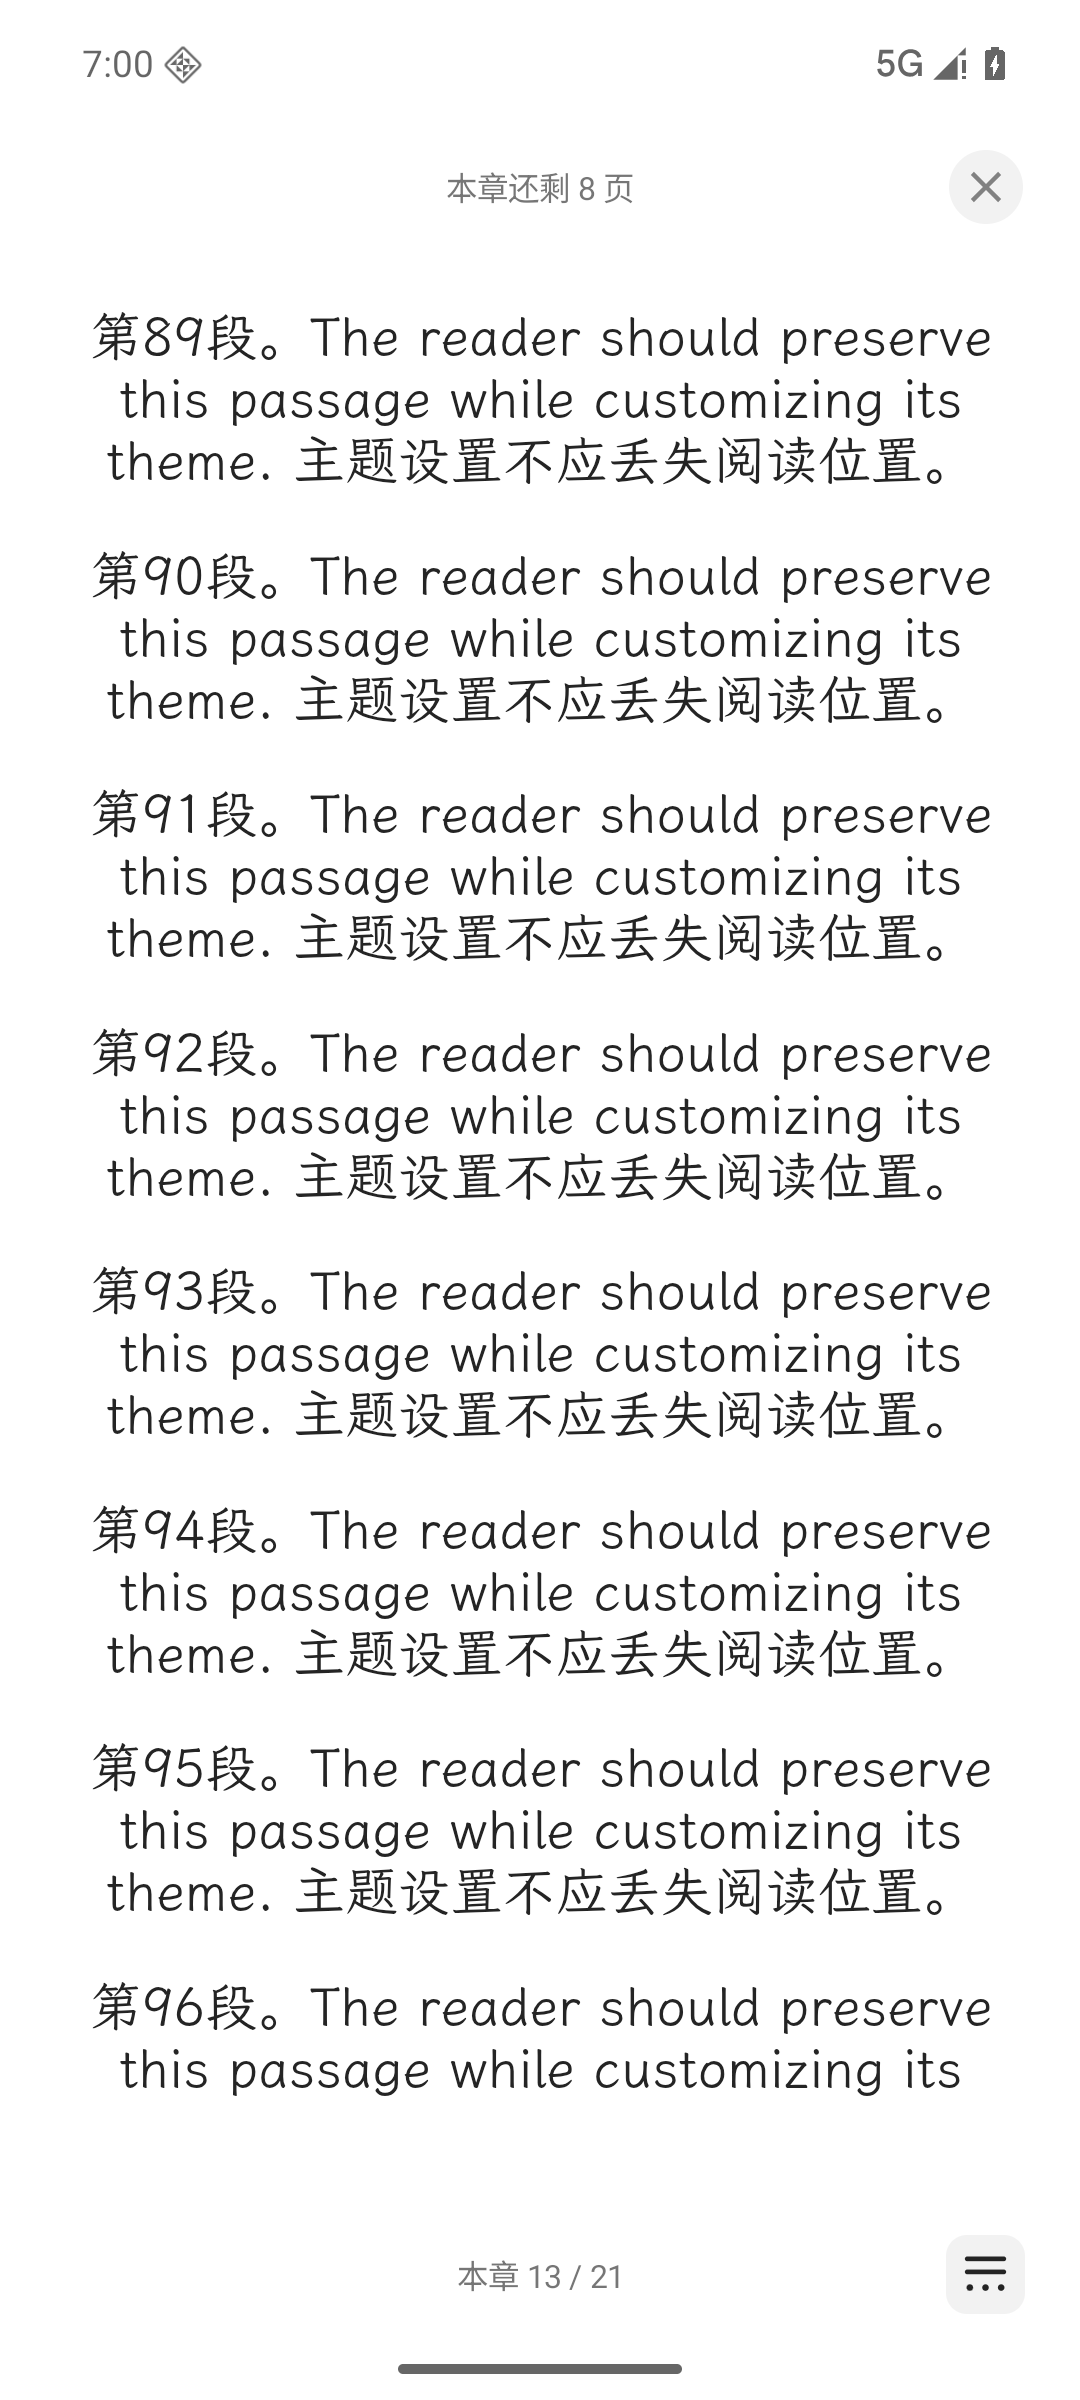 7:00
5G
本章还剩 8 页
第89段。The reader should preserve
this passage while customizing its
theme. 主题设置不应丢失阅读位置。
第90段。The reader should preserve
this passage while customizing its
theme. 主题设置不应丢失阅读位置。
第91段。The reader should preserve
this passage while customizing its
theme. 主题设置不应丢失阅读位置。
第92段。The reader should preserve
this passage while customizing its
theme. 主题设置不应丢失阅读位置。
第93段。The reader should preserve
this passage while customizing its
theme. 主题设置不应丢失阅读位置。
第94段。The reader should preserve
this passage while customizing its
theme. 主题设置不应丢失阅读位置。
第95段。The reader should preserve
this passage while customizing its
theme. 主题设置不应丢失阅读位置。
第96段。The reader should preserve
this passage while customizing its
本章 13 / 21